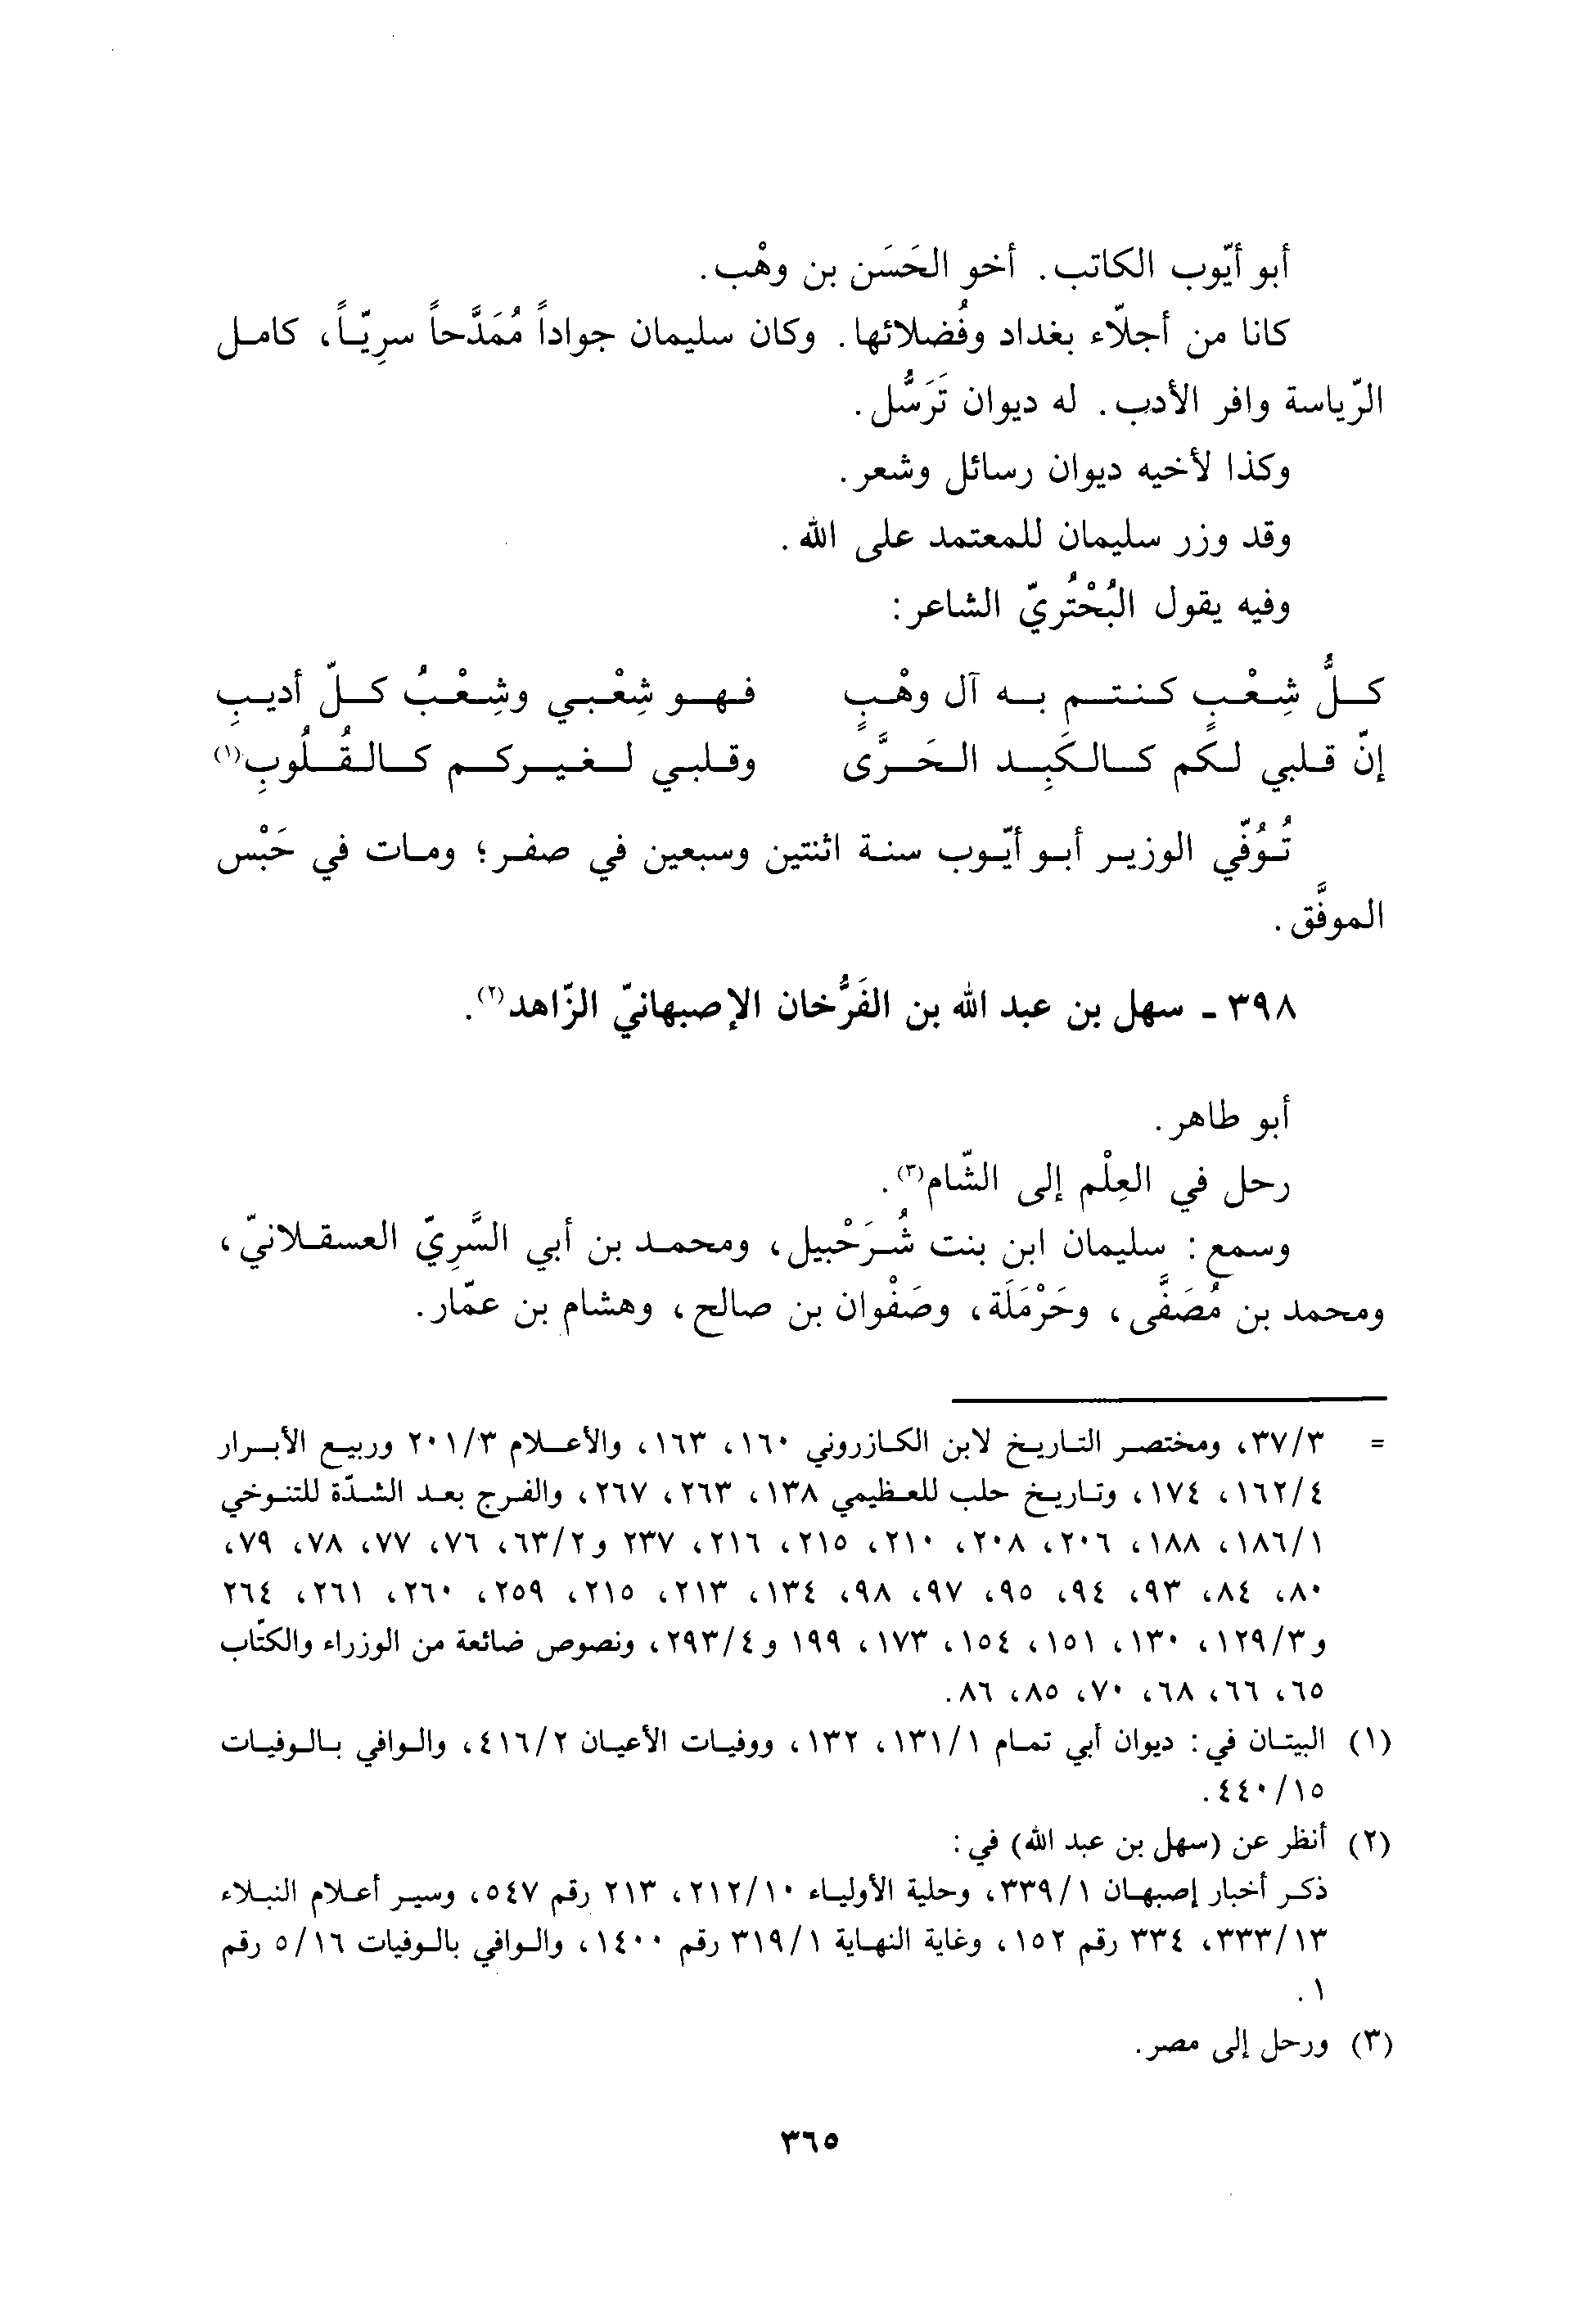 أبو أيّوب الكاتب. أخو الحَسَن بن وهْب.
كانا من أجلّاء بغداد وفُضلائها. وكان سليمان جواداً مُمَدَّحاً سرِيّاً، كامل
الرّياسة وافر الأدب. له ديوان تَرَسُّل.
وكذا لأخيه ديوان رسائل وشعر.
وقد وزر سليمان للمعتمد على الله.
وفيه يقول البُحْتُريّ الشاعر:
كلُّ شِعْبٍ كنتم به آل وهْبٍ فهو شِعْبي وشِعْبُ كلّ أديبِ
إنّ قلبي لكم كالكَبِد الحَرَّى وقلبي لغيركم كالقُلُوبِ(١)
تُوُفّي الوزير أبو أيّوب سنة اثنتين وسبعين في صفر؛ ومات في حَبْس
الموفَّق.
٣٩٨ - سهل بن عبد الله بن الفَرُّخان الإصبهانيّ الزّاهد(٢).
أبو طاهر.
رحل في العِلْم إلى الشّام(٣).
وسمع: سليمان ابن بنت شُرَحْبيل، ومحمد بن أبي السَّرِيّ العسقلانيّ،
ومحمد بن مُصَفَّى، وحَرْمَلَة، وصَفْوان بن صالح، وهشام بن عمّار.
= ٣٧/٣، ومختصر التاريخ لابن الكازروني ١٦٠، ١٦٣، والأعلام ٢٠١/٣ وربيع الأبرار
١٦٢/٤، ١٧٤، وتاريخ حلب للعظيمي ١٣٨، ٢٦٣، ٢٦٧، والفرج بعد الشدّة للتنوخي
١٨٦/١، ١٨٨، ٢٠٦، ٢٠٨، ٢١٠، ٢١٥، ٢١٦، ٢٣٧ و٦٣/٢، ٧٦، ٧٧، ٧٨، ٧٩،
٨٠، ٨٤، ٩٣، ٩٤، ٩٥، ٩٧، ٩٨، ١٣٤، ٢١٣، ٢١٥، ٢٥٩، ٢٦٠، ٢٦١، ٢٦٤
و١٢٩/٣، ١٣٠، ١٥١، ١٥٤، ١٧٣، ١٩٩ و٢٩٣/٤، ونصوص ضائعة من الوزراء والكتّاب
٦٥، ٦٦، ٦٨، ٧٠، ٨٥، ٨٦.
(١) البيتان في: ديوان أبي تمام ١٣١/١، ١٣٢، ووفيات الأعيان ٤١٦/٢، والوافي بالوفيات
٤٤٠/١٥.
(٢) أنظر عن (سهل بن عبد الله) في:
ذكر أخبار إصبهان ٣٣٩/١، وحلية الأولياء ٢١٢/١٠، ٢١٣ رقم ٥٤٧، وسير أعلام النبلاء
٣٣٣/١٣، ٣٣٤ رقم ١٥٢، وغاية النهاية ٣١٩/١ رقم ١٤٠٠، والوافي بالوفيات ٥/١٦ رقم
١.
(٣) ورحل إلى مصر.
٣٦٥